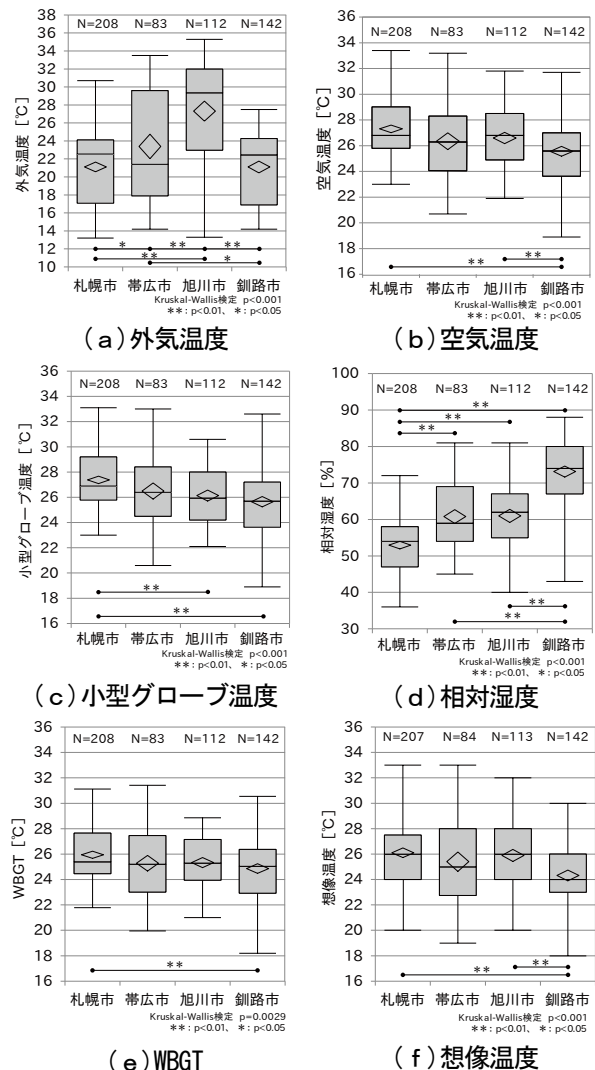 N=208 N=83 N=112 N=142
38
36
34
32
30
28
26
24
22
20
18
16
14
12
10
外気温度 [℃]
* ** **
** *
札幌市 帯広市 旭川市 釧路市
Kruskal-Wallis検定 p<0.001
**: p<0.01、 *: p<0.05
(a)外気温度
N=208 N=83 N=112 N=142
36
34
32
30
28
26
24
22
20
18
16
空気温度 [℃]
**
**
札幌市 帯広市 旭川市 釧路市
Kruskal-Wallis検定 p<0.001
**: p<0.01、 *: p<0.05
(b)空気温度
N=208 N=83 N=112 N=142
36
34
32
30
28
26
24
22
20
18
16
小型グローブ温度 [℃]
**
**
札幌市 帯広市 旭川市 釧路市
Kruskal-Wallis検定 p<0.001
**: p<0.01、 *: p<0.05
(c)小型グローブ温度
N=208 N=83 N=112 N=142
100
90
80
70
60
50
40
30
相対湿度 [%]
**
**
**
**
**
札幌市 帯広市 旭川市 釧路市
Kruskal-Wallis検定 p<0.001
**: p<0.01、 *: p<0.05
(d)相対湿度
N=208 N=83 N=112 N=142
36
34
32
30
28
26
24
22
20
18
16
WBGT [℃]
**
札幌市 帯広市 旭川市 釧路市
Kruskal-Wallis検定 p=0.0029
**: p<0.01、 *: p<0.05
(e)WBGT
N=207 N=84 N=113 N=142
36
34
32
30
28
26
24
22
20
18
16
想像温度 [℃]
**
**
札幌市 帯広市 旭川市 釧路市
Kruskal-Wallis検定 p<0.001
**: p<0.01、 *: p<0.05
(f)想像温度